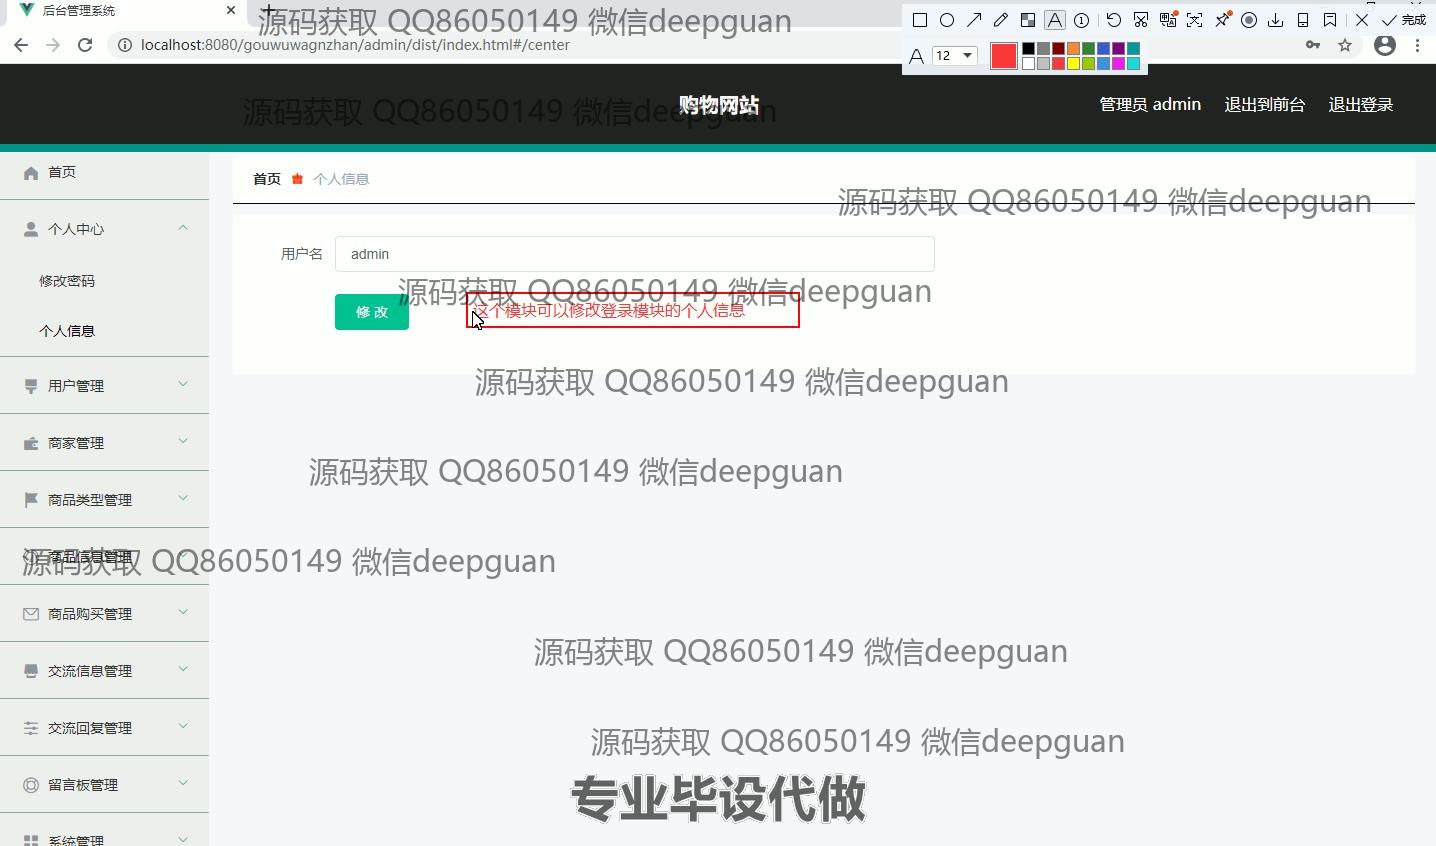 后台管理系统
源码获取 QQ86050149 微信deepguan
完成
localhost:8080/gouwuwagnzhan/admin/dist/index.html#/center
A 12
源码获取 QQ86050149 微信deepguan
购物网站
管理员 admin 退出到前台 退出登录
首页
首页 个人信息
源码获取 QQ86050149 微信deepguan
个人中心
用户名 admin
修改密码
源码获取 QQ86050149 微信deepguan
修 改
这个模块可以修改登录模块的个人信息
个人信息
用户管理
源码获取 QQ86050149 微信deepguan
商家管理
源码获取 QQ86050149 微信deepguan
商品类型管理
商品信息管理
源码获取 QQ86050149 微信deepguan
商品购买管理
源码获取 QQ86050149 微信deepguan
交流信息管理
交流回复管理
源码获取 QQ86050149 微信deepguan
留言板管理
专业毕设代做
系统管理